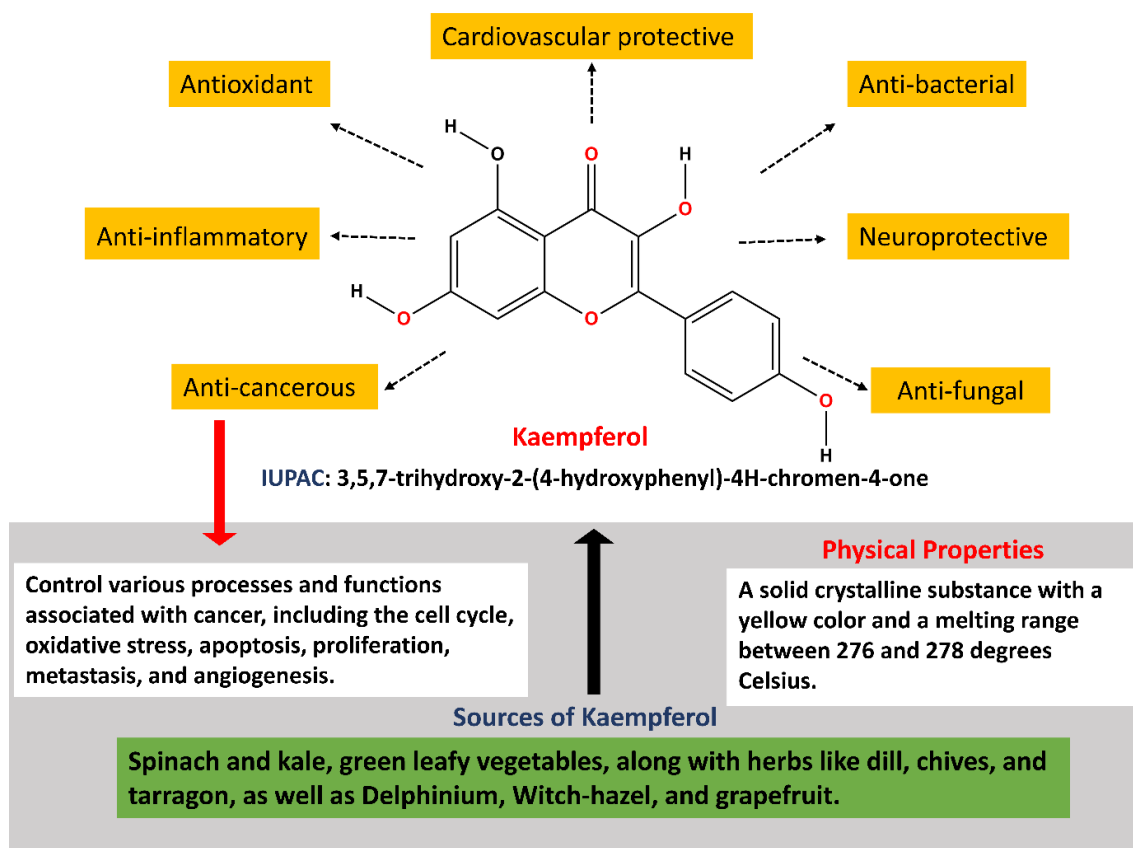 Cardiovascular protective
Antioxidant
Anti-bacterial
H
O
O
H
O
Anti-inflammatory
Neuroprotective
H
O
O
Anti-cancerous
Anti-fungal
O
H
Kaempferol
IUPAC: 3,5,7-trihydroxy-2-(4-hydroxyphenyl)-4H-chromen-4-one
Control various processes and functions
associated with cancer, including the cell cycle,
oxidative stress, apoptosis, proliferation,
metastasis, and angiogenesis.
Physical Properties
A solid crystalline substance with a
yellow color and a melting range
between 276 and 278 degrees
Celsius.
Sources of Kaempferol
Spinach and kale, green leafy vegetables, along with herbs like dill, chives, and
tarragon, as well as Delphinium, Witch-hazel, and grapefruit.